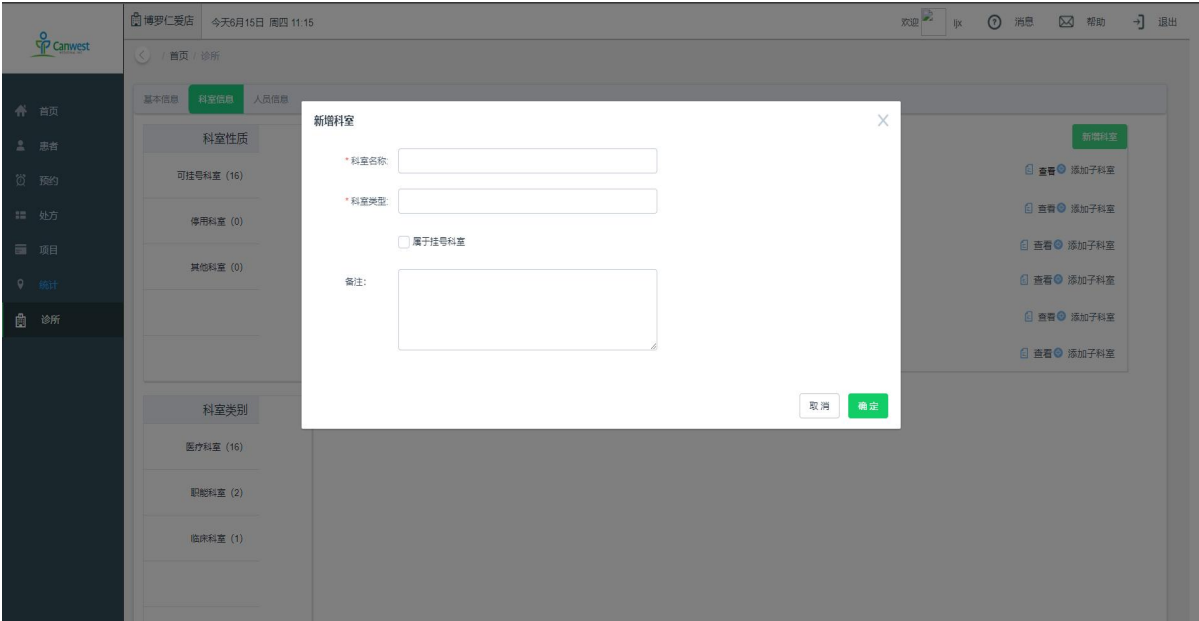 博罗仁爱店 今天6月15日 周四 11:15 欢迎 ljx 消息 帮助 退出
Canwest
/ 首页 / 诊所
首页
患者
预约
处方
项目
统计
诊所
基本信息 科室信息 人员信息
科室性质
可挂号科室 (16)
停用科室 (0)
其他科室 (0)
科室类别
医疗科室 (16)
职能科室 (2)
临床科室 (1)
新增科室
X
*科室名称:
*科室类型:
属于挂号科室
备注:
取消 确定
新增科室
查看 添加子科室
查看 添加子科室
查看 添加子科室
查看 添加子科室
查看 添加子科室
查看 添加子科室